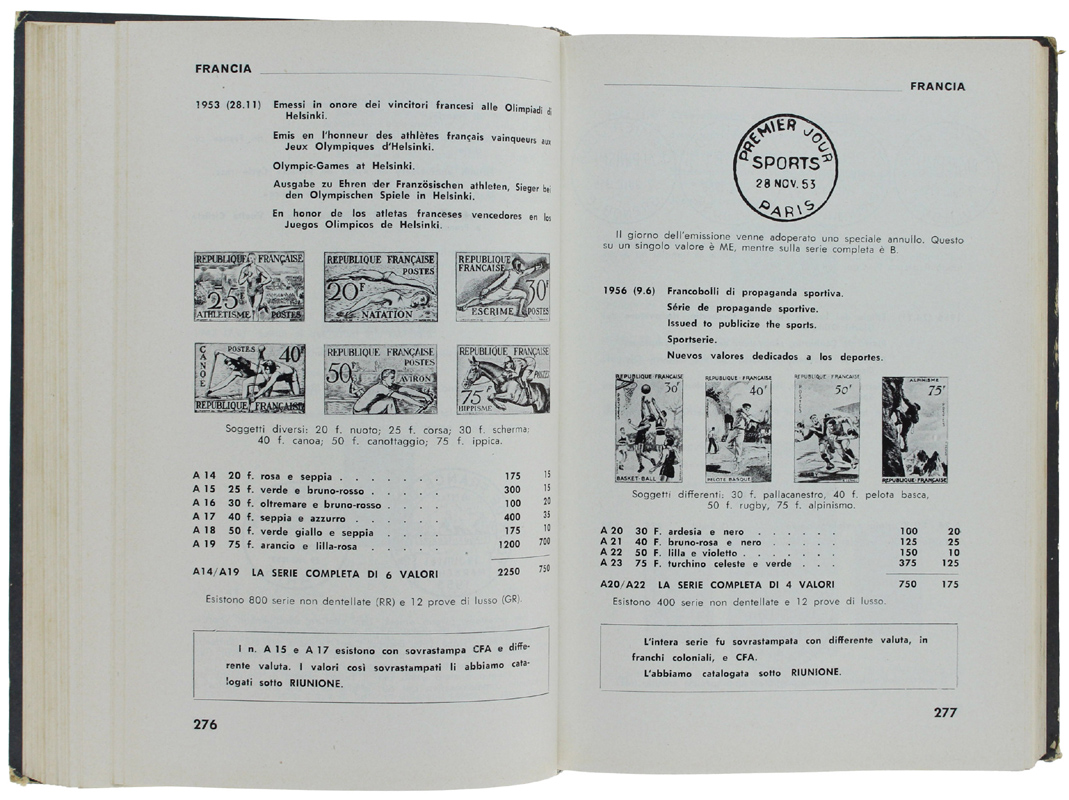 FRANCIA
1953 (28.11) Emessi in onore dei vincitori francesi alle Olimpiadi di
Helsinki.
Emis en l'honneur des athlètes français vainqueurs aux
Jeux Olympiques d'Helsinki.
Olympic-Games at Helsinki.
Ausgabe zu Ehren der Französischen athleten, Sieger bei
den Olympischen Spiele in Helsinki.
En honor de los atletas franceses vencedores en los
Juegos Olimpicos de Helsinki.
REPUBLIQUE FRANÇAISE
25F
ATHLÉTISME POSTES
REPUBLIQUE FRANÇAISE
POSTES
20F
NATATION
REPUBLIQUE
FRANÇAISE
30F
ESCRIME POSTES
CANOE
POSTES 40F
REPUBLIQUE FRANÇAISE
REPUBLIQUE FRANÇAISE
POSTES
50F
AVIRON
REPUBLIQUE FRANÇAISE
POSTES
75F
HIPPISME
Soggetti diversi: 20 f. nuoto; 25 f. corsa; 30 f. scherma;
40 f. canoa; 50 f. canottaggio; 75 f. ippica.
A 14 20 f. rosa e seppia . . . . . . . 175 15
A 15 25 f. verde e bruno-rosso . . . . . 300 15
A 16 30 f. oltremare e bruno-rosso . . . . 100 20
A 17 40 f. seppia e azzurro . . . . . . 400 35
A 18 50 f. verde giallo e seppia . . . . . 175 10
A 19 75 f. arancio e lilla-rosa . . . . . 1200 700
A14/A19 LA SERIE COMPLETA DI 6 VALORI 2250 750
Esistono 800 serie non dentellate (RR) e 12 prove di lusso (GR).
I n. A 15 e A 17 esistono con sovrastampa CFA e diffe-
rente valuta. I valori così sovrastampati li abbiamo cata-
logati sotto RIUNIONE.
276
FRANCIA
PREMIER JOUR
SPORTS
28 NOV. 53
PARIS
Il giorno dell'emissione venne adoperato uno speciale annullo. Questo
su un singolo valore è ME, mentre sulla serie completa è B.
1956 (9.6) Francobolli di propaganda sportiva.
Série de propagande sportive.
Issued to publicize the sports.
Sportserie.
Nuevos valores dedicados a los deportes.
REPUBLIQUE FRANÇAISE
30F
BASKET-BALL
REPUBLIQUE FRANÇAISE
40F
PELOTE BASQUE
REPUBLIQUE FRANÇAISE
50F
RUGBY
ALPINISME
75F
REPUBLIQUE FRANÇAISE
Soggetti differenti: 30 f. pallacanestro, 40 f. pelota basca,
50 f. rugby, 75 f. alpinismo.
A 20 30 F. ardesia e nero . . . . . . 100 20
A 21 40 F. bruno-rosa e nero . . . . . 125 25
A 22 50 F. lilla e violetto . . . . . . . 150 10
A 23 75 F. turchino celeste e verde . . . 375 125
A20/A22 LA SERIE COMPLETA DI 4 VALORI 750 175
Esistono 400 serie non dentellate e 12 prove di lusso.
L'intera serie fu sovrastampata con differente valuta, in
franchi coloniali, e CFA.
L'abbiamo catalogata sotto RIUNIONE.
277